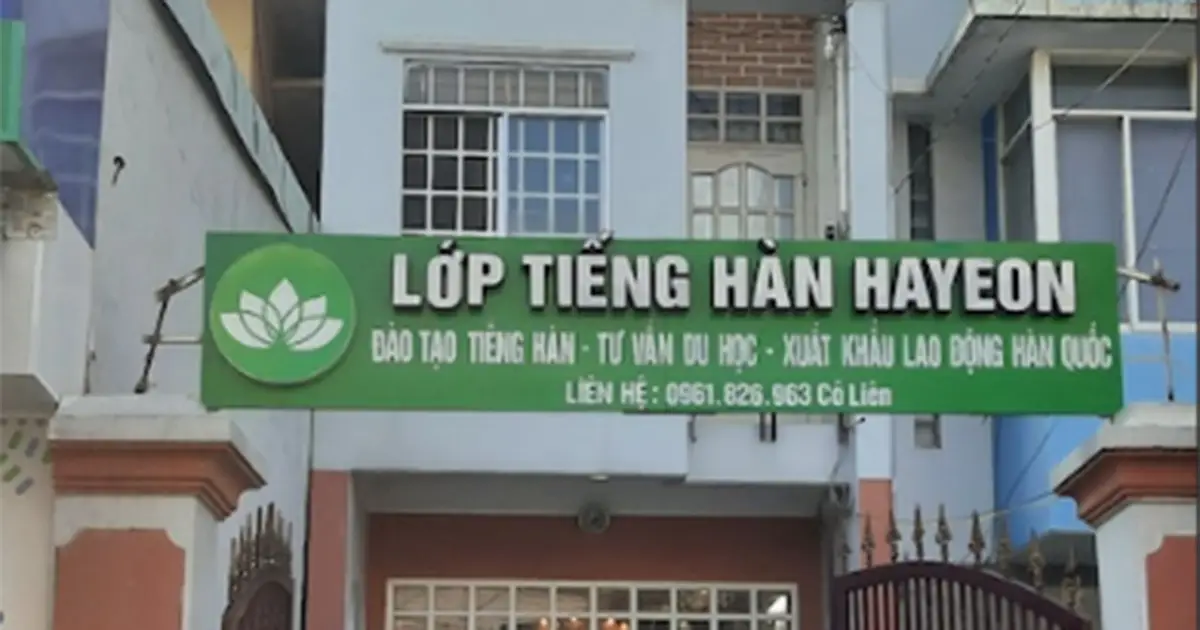 LỚP TIẾNG HÀN HAYEON
ĐÀO TẠO TIẾNG HÀN - TƯ VẤN DU HỌC - XUẤT KHẨU LAO ĐỘNG HÀN QUỐC
LIÊN HỆ : 0961.826.963 Cô Liên